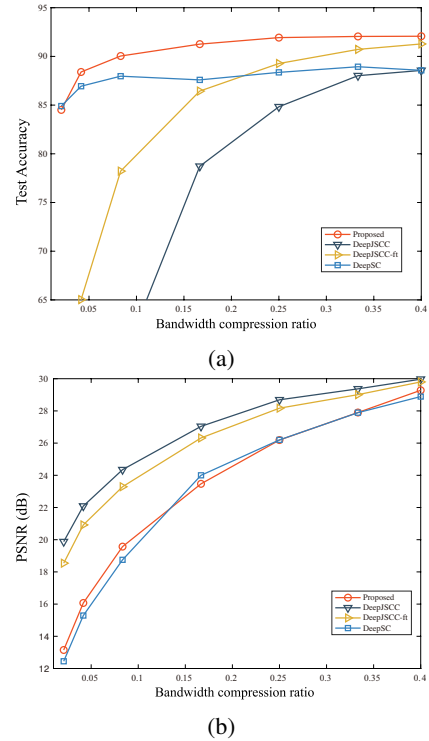 Test Accuracy
95
90
85
90
75
70
65
0.05
0.1
0.15
0.2
0.25
0.3
0.35
0.4
Bandwidth compression ratio
Proposed
DeepJSCC
DeepJSCC-ft
DeepSC
(a)
PSNR (dB)
30
28
26
24
22
20
18
16
14
12
0.05
0.1
0.15
0.2
0.25
0.3
0.35
0.4
Bandwidth compression ratio
Proposed
DeepJSCC
DeepJSCC-ft
DeepSC
(b)